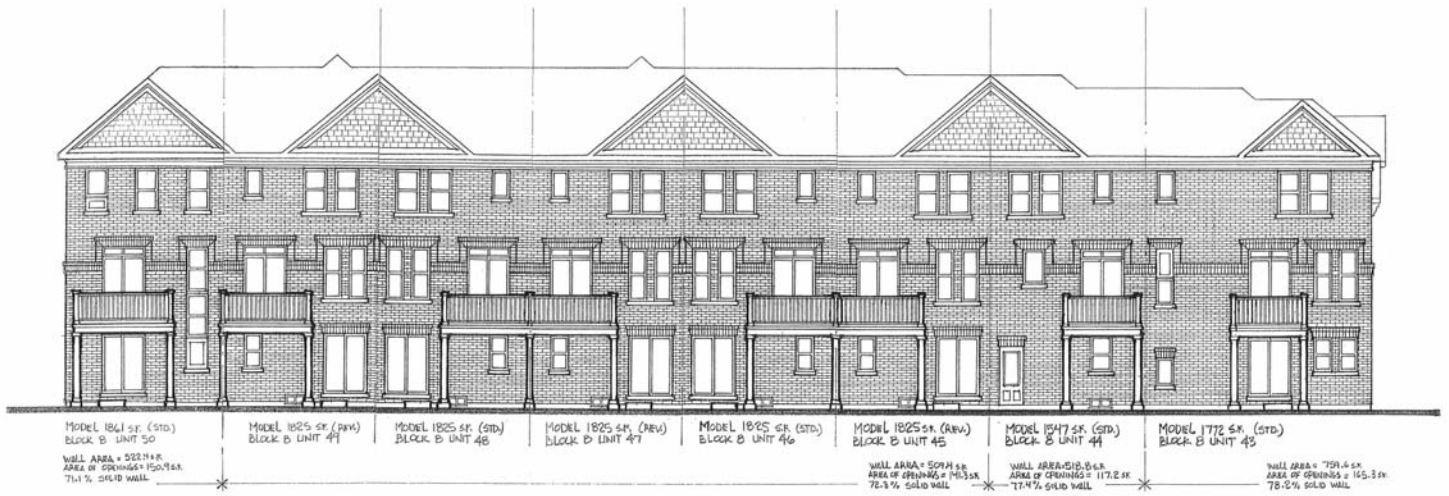 MODEL 1861 S.F. (STD.)
BLOCK B UNIT 50
WALL AREA = 522.4 S.F.
AREA OF OPENINGS = 150.9 S.F.
71.1 % SOLID WALL
MODEL 1825 S.F. (REV.)
BLOCK B UNIT 49
MODEL 1825 S.F. (STD.)
BLOCK B UNIT 48
MODEL 1825 S.F. (REV.)
BLOCK B UNIT 47
MODEL 1825 S.F. (STD.)
BLOCK B UNIT 46
MODEL 1825 S.F. (REV.)
BLOCK B UNIT 45
WALL AREA = 509.4 S.F.
AREA OF OPENINGS = 141.3 S.F.
72.3 % SOLID WALL
MODEL 1547 S.F. (STD.)
BLOCK B UNIT 44
WALL AREA = 518.8 S.F.
AREA OF OPENINGS = 117.2 S.F.
77.4 % SOLID WALL
MODEL 1772 S.F. (STD.)
BLOCK B UNIT 43
WALL AREA = 759.6 S.F.
AREA OF OPENINGS = 165.3 S.F.
78.2 % SOLID WALL